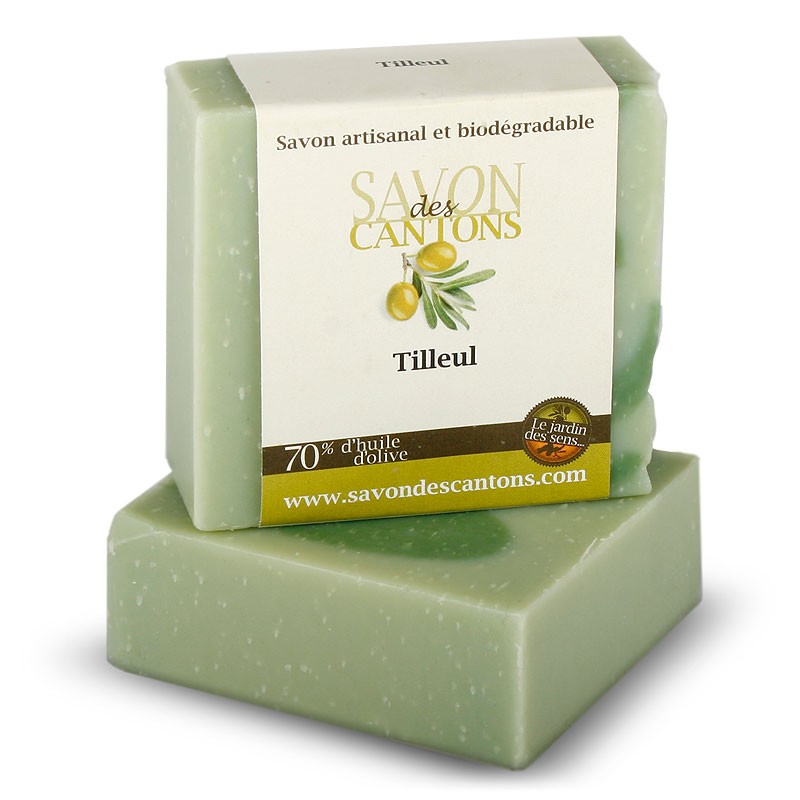 Tilleul
Savon artisanal et biodégradable
SAVON
des
CANTONS
Tilleul
70% d'huile
d'olive
Le jardin
des sens...
www.savondescantons.com